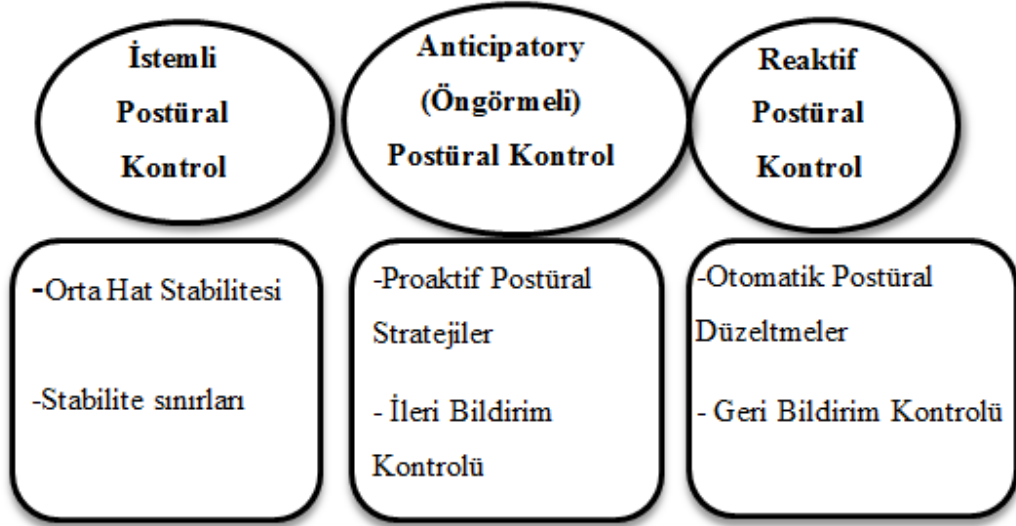 İstemli
Postüral
Kontrol
Anticipatory
(Öngörmeli)
Postüral Kontrol
Reaktif
Postüral
Kontrol
-Orta Hat Stabilitesi
-Stabilite sınırları
-Proaktif Postüral
Stratejiler
- İleri Bildirim
Kontrolü
-Otomatik Postüral
Düzeltmeler
- Geri Bildirim Kontrolü